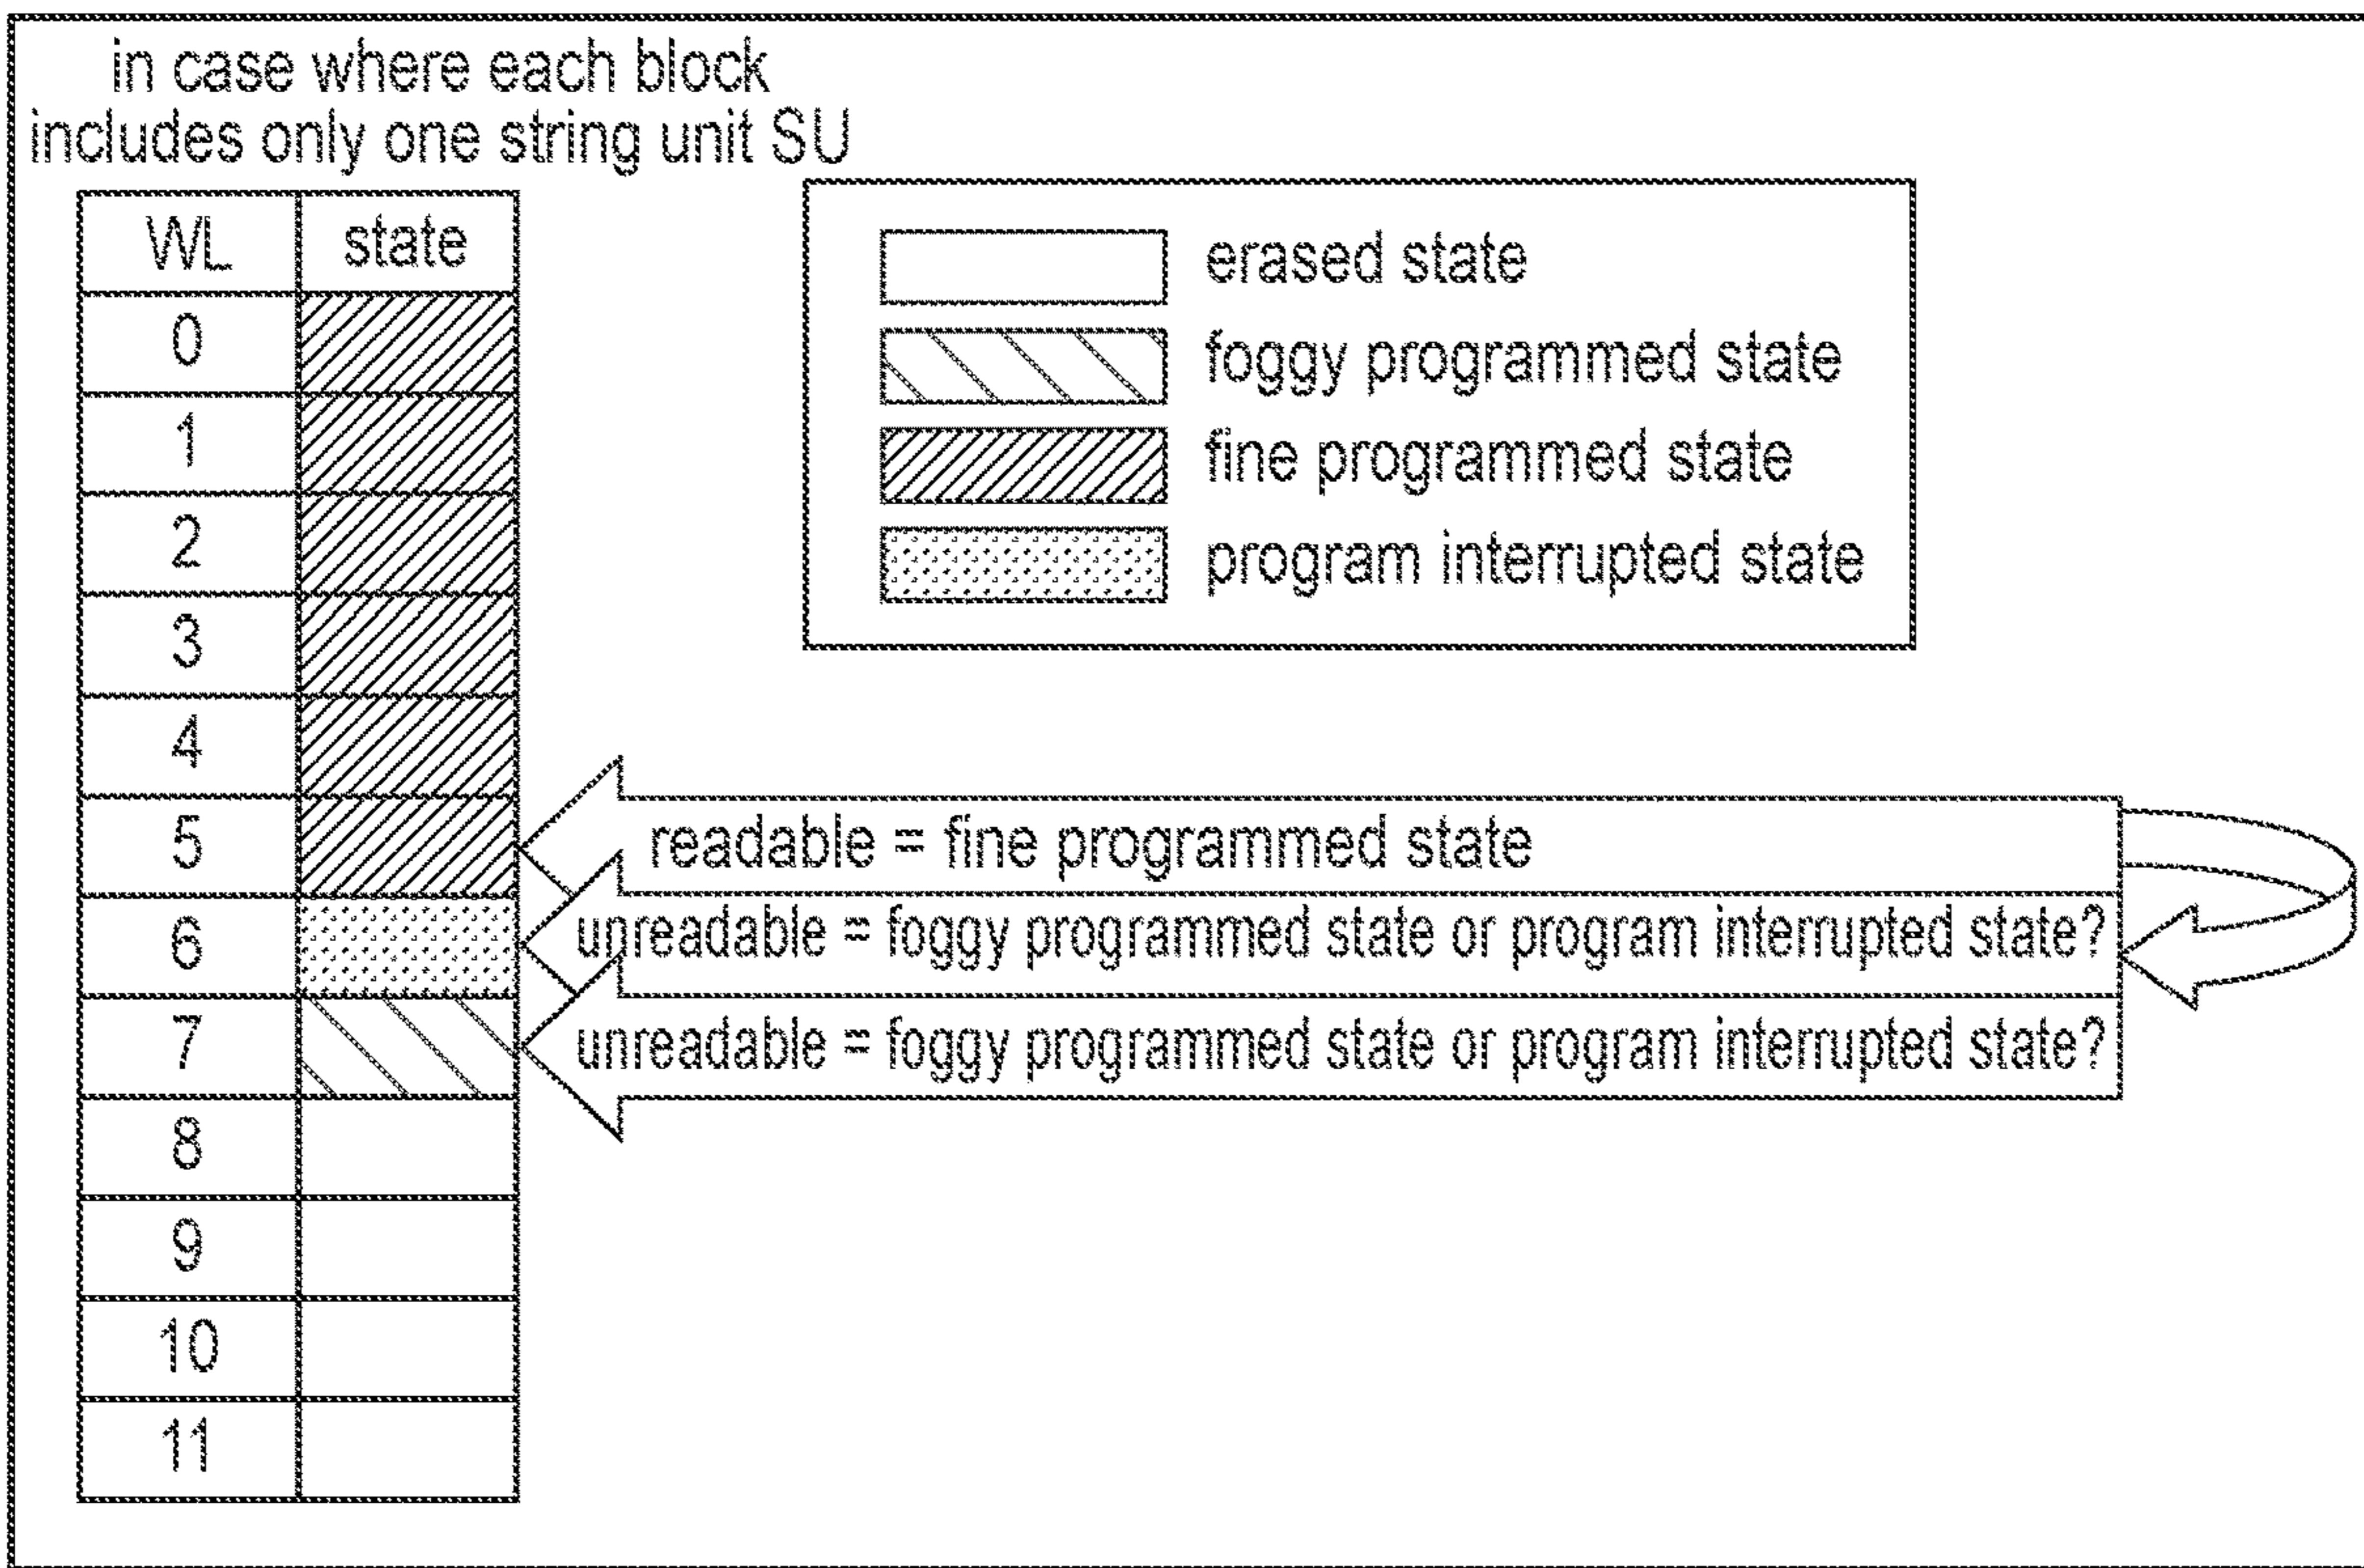 in case where each block
includes only one string unit SU
WL state
0
1
2
3
4
5
6
7
8
9
10
11
erased state
foggy programmed state
fine programmed state
program interrupted state
readable = fine programmed state
unreadable = foggy programmed state or program interrupted state?
unreadable = foggy programmed state or program interrupted state?